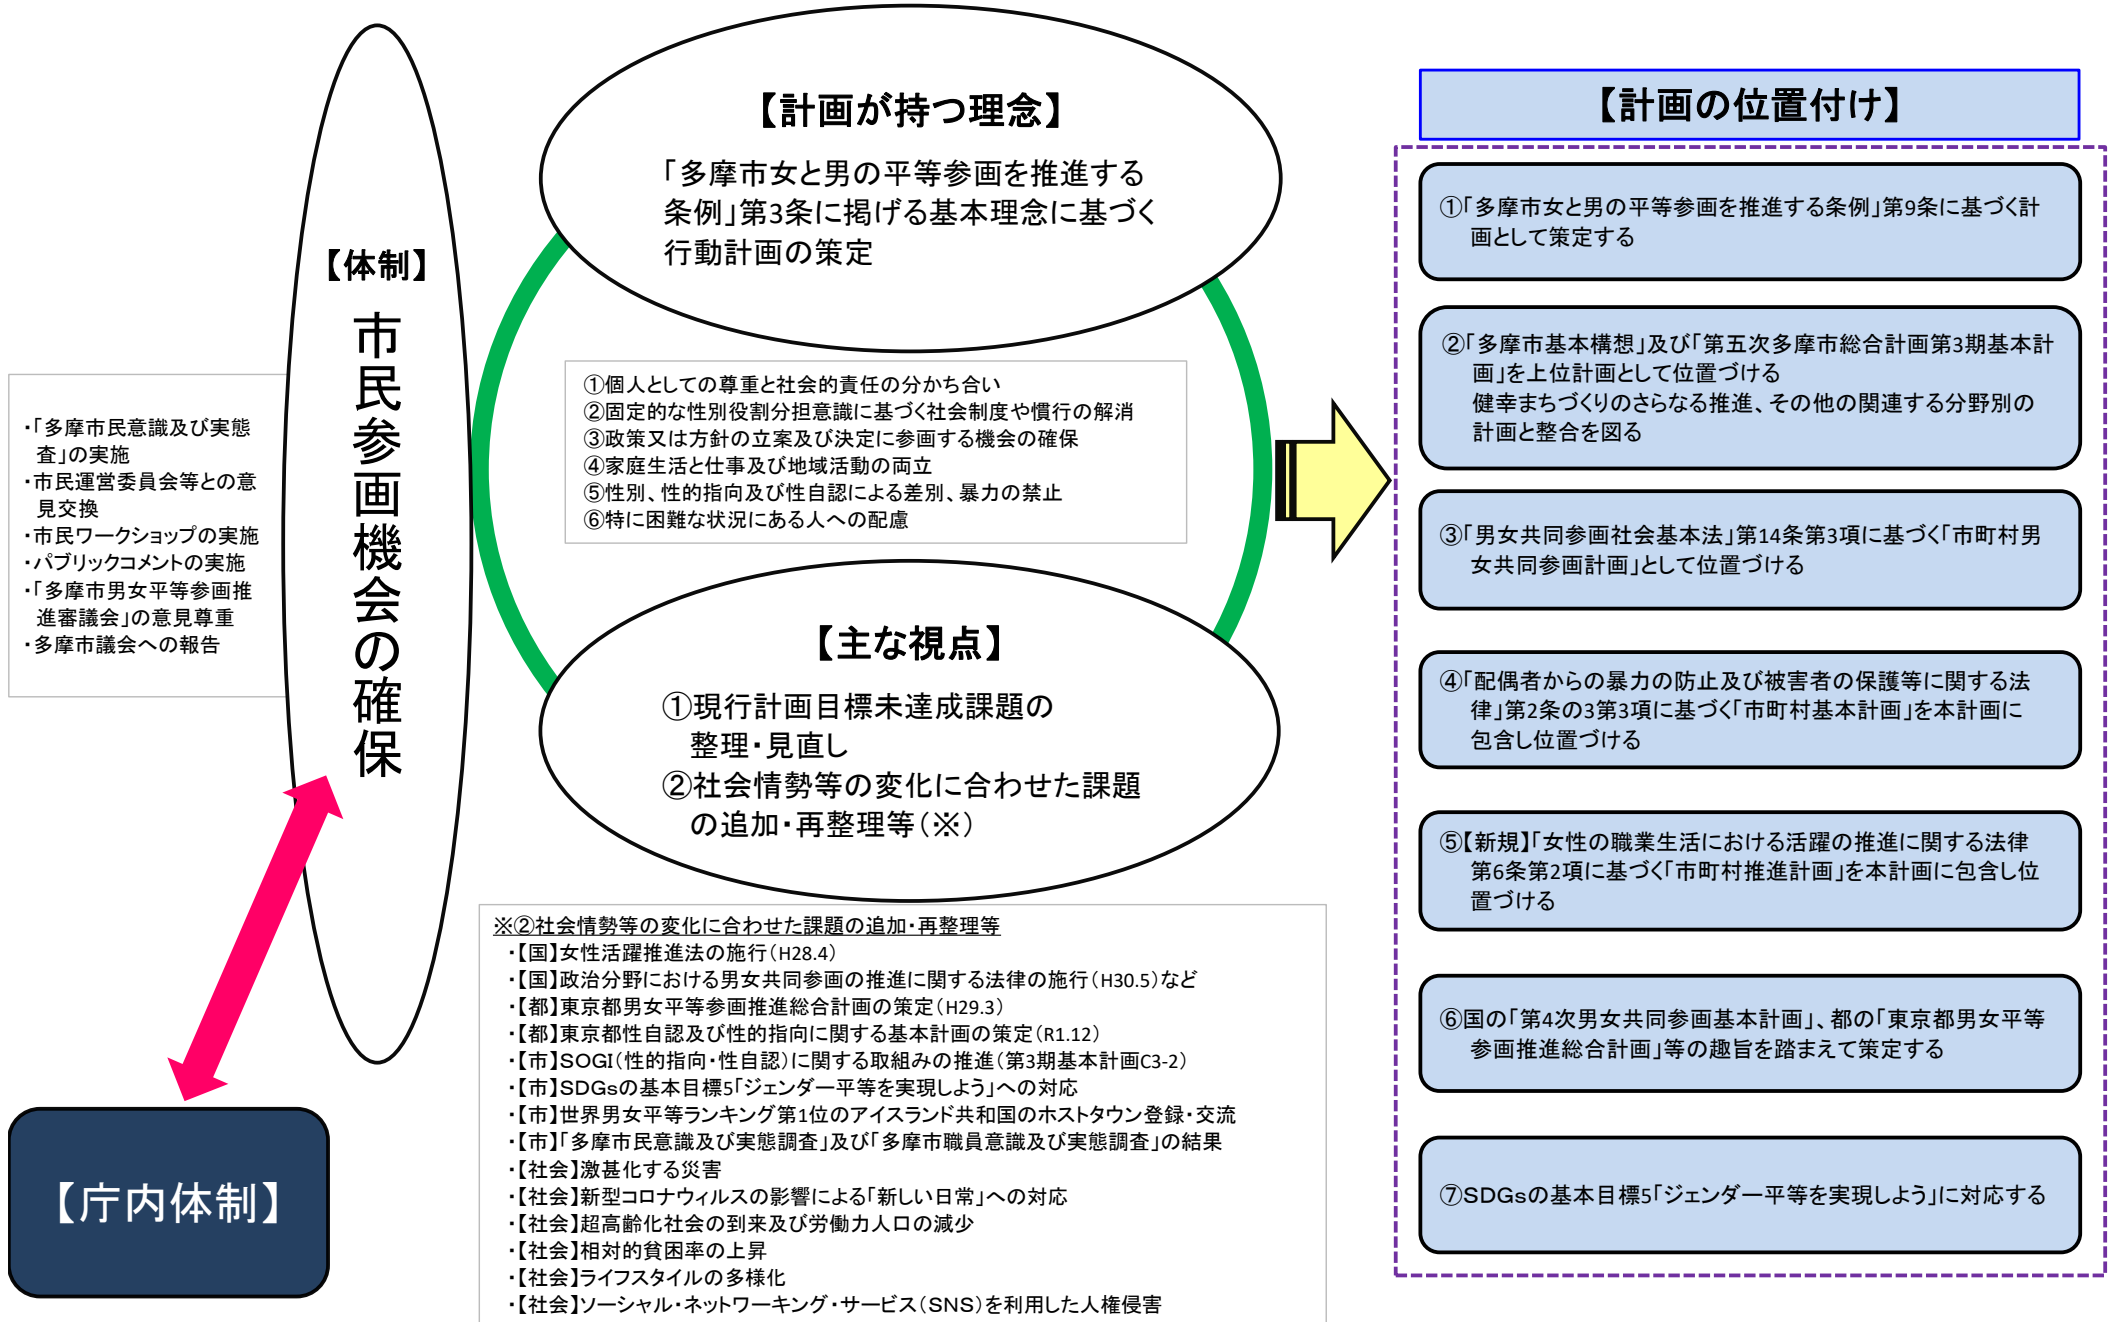 【体制】
市民参画機会の確保
・「多摩市民意識及び実態
査」の実施
・市民運営委員会等との意
見交換
・市民ワークショップの実施
・パブリックコメントの実施
・「多摩市男女平等参画推
進審議会」の意見尊重
・多摩市議会への報告
【庁内体制】
【計画が持つ理念】
「多摩市女と男の平等参画を推進する
条例」第3条に掲げる基本理念に基づく
行動計画の策定
①個人としての尊重と社会的責任の分かち合い
②固定的な性別役割分担意識に基づく社会制度や慣行の解消
③政策又は方針の立案及び決定に参画する機会の確保
④家庭生活と仕事及び地域活動の両立
⑤性別、性的指向及び性自認による差別、暴力の禁止
⑥特に困難な状況にある人への配慮
【主な視点】
①現行計画目標未達成課題の
整理・見直し
②社会情勢等の変化に合わせた課題
の追加・再整理等(※)
※②社会情勢等の変化に合わせた課題の追加・再整理等
・【国】女性活躍推進法の施行(H28.4)
・【国】政治分野における男女共同参画の推進に関する法律の施行(H30.5)など
・【都】東京都男女平等参画推進総合計画の策定(H29.3)
・【都】東京都性自認及び性的指向に関する基本計画の策定(R1.12)
・【市】SOGI(性的指向・性自認)に関する取組みの推進(第3期基本計画C3-2)
・【市】SDGsの基本目標5「ジェンダー平等を実現しよう」への対応
・【市】世界男女平等ランキング第1位のアイスランド共和国のホストタウン登録・交流
・【市】「多摩市民意識及び実態調査」及び「多摩市職員意識及び実態調査」の結果
・【社会】激甚化する災害
・【社会】新型コロナウィルスの影響による「新しい日常」への対応
・【社会】超高齢化社会の到来及び労働力人口の減少
・【社会】相対的貧困率の上昇
・【社会】ライフスタイルの多様化
・【社会】ソーシャル・ネットワーキング・サービス(SNS)を利用した人権侵害
【計画の位置付け】
①「多摩市女と男の平等参画を推進する条例」第9条に基づく計
画として策定する
②「多摩市基本構想」及び「第五次多摩市総合計画第3期基本計
画」を上位計画として位置づける
健幸まちづくりのさらなる推進、その他の関連する分野別の
計画と整合を図る
③「男女共同参画社会基本法」第14条第3項に基づく「市町村男
女共同参画計画」として位置づける
④「配偶者からの暴力の防止及び被害者の保護等に関する法
律」第2条の3第3項に基づく「市町村基本計画」を本計画に
包含し位置づける
⑤【新規】「女性の職業生活における活躍の推進に関する法律
第6条第2項に基づく「市町村推進計画」を本計画に包含し位
置づける
⑥国の「第4次男女共同参画基本計画」、都の「東京都男女平等
参画推進総合計画」等の趣旨を踏まえて策定する
⑦SDGsの基本目標5「ジェンダー平等を実現しよう」に対応する